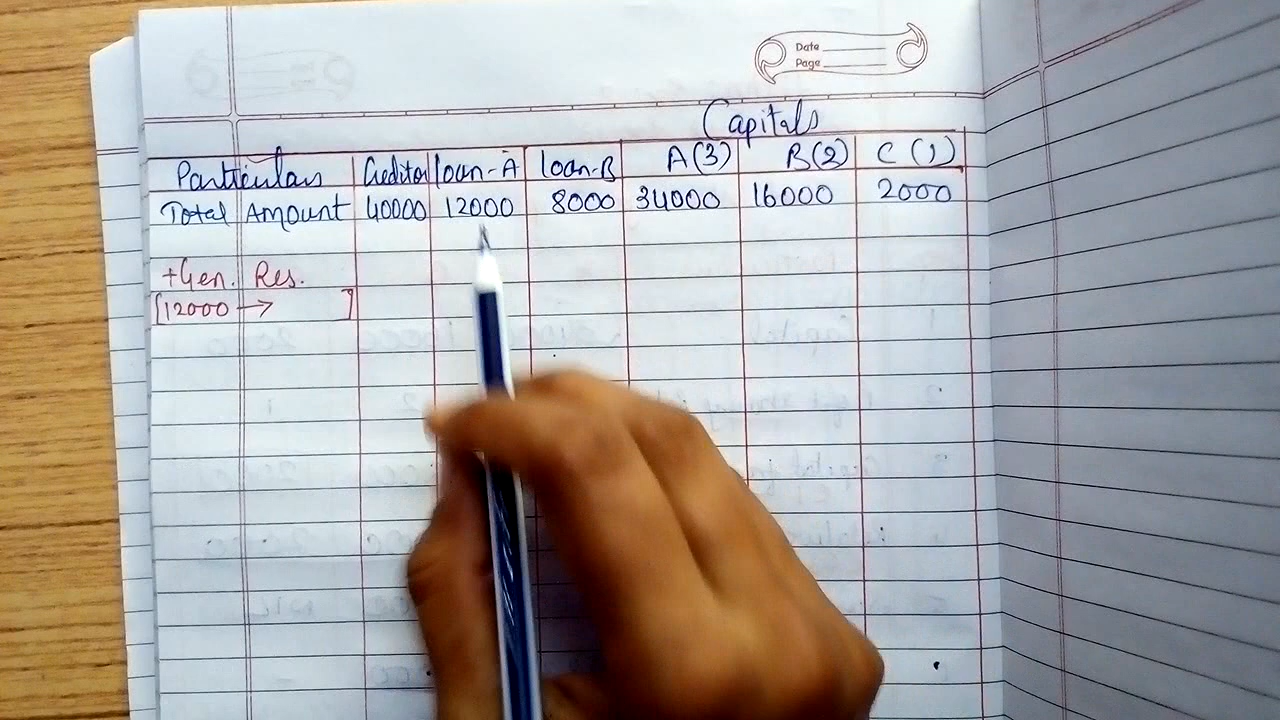 Date
Page
Capitals
Particulars Creditor loan-A loan-B A(3) B(2) C(1)
Total Amount 40000 12000 8000 34000 16000 2000
+Gen. Res.
[12000 → ]